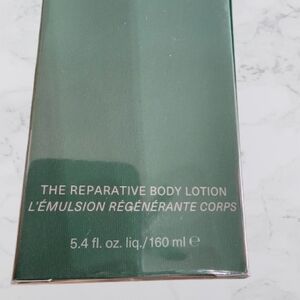 THE REPARATIVE BODY LOTION
L'ÉMULSION RÉGÉNÉRANTE CORPS
5.4 fl. oz. liq./160 ml ℮